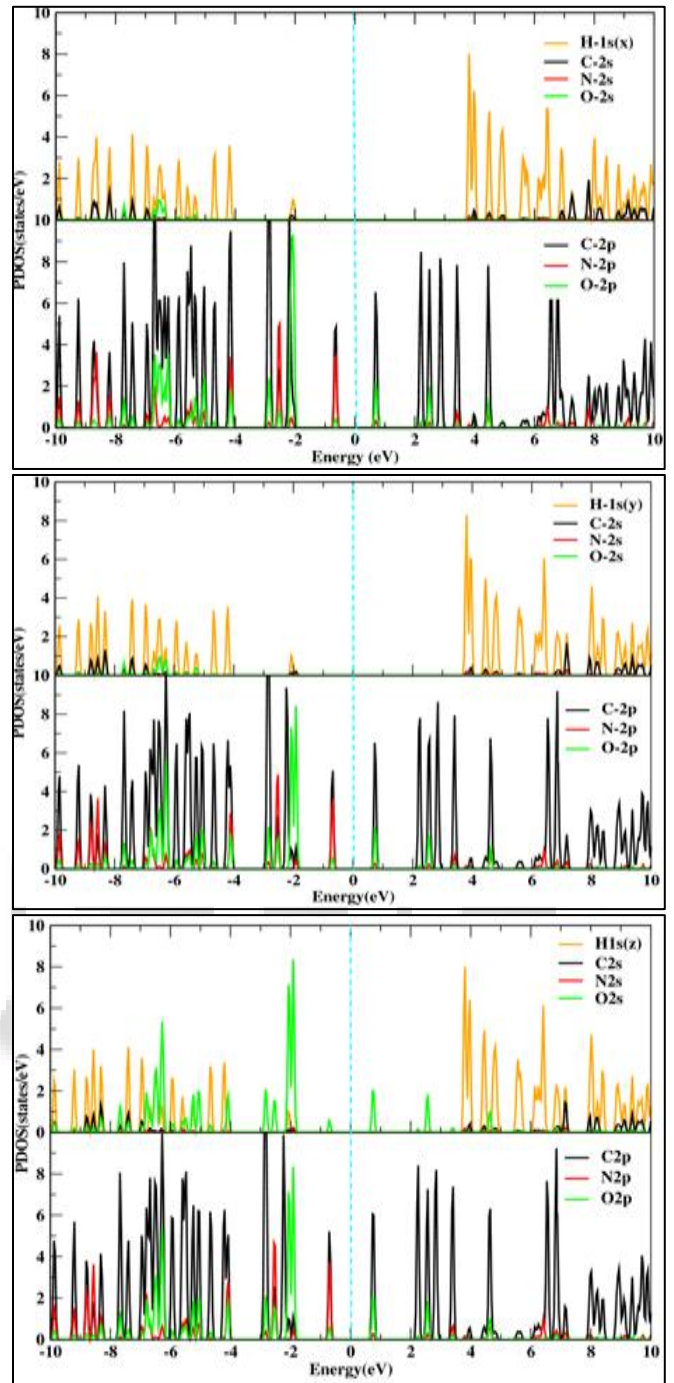 10
8
6
4
2
H-1s(x)
C-2s
N-2s
O-2s
PDOS(states/eV)
10
8
6
4
2
0
C-2p
N-2p
O-2p
-10 -8 -6 -4 -2 0 2 4 6 8 10
Energy (eV)
10
8
6
4
2
H-1s(y)
C-2s
N-2s
O-2s
PDOS(states/eV)
10
8
6
4
2
0
C-2p
N-2p
O-2p
-10 -8 -6 -4 -2 0 2 4 6 8 10
Energy(eV)
10
8
6
4
2
H1s(z)
C2s
N2s
O2s
PDOS(states/eV)
10
8
6
4
2
0
C2p
N2p
O2p
-10 -8 -6 -4 -2 0 2 4 6 8 10
Energy(eV)